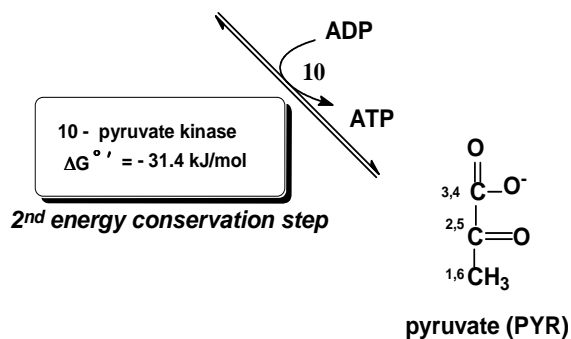 ADP
10
ATP
10 - pyruvate kinase
ΔG°' = - 31.4 kJ/mol
2nd energy conservation step
O
3,4 C–O-
2,5 C=O
1,6 CH3
pyruvate (PYR)